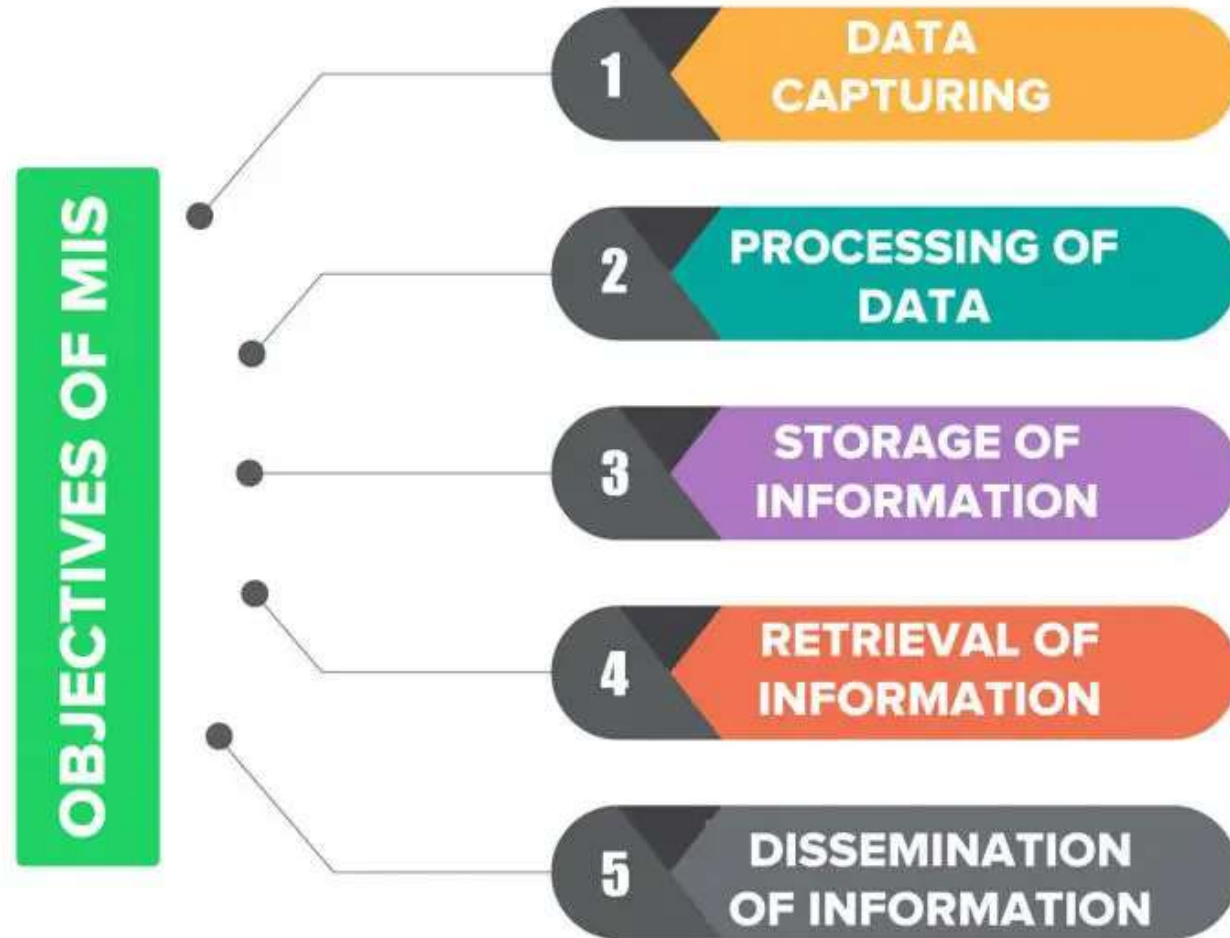 OBJECTIVES OF MIS
1
DATA
CAPTURING
2
PROCESSING OF
DATA
3
STORAGE OF
INFORMATION
4
RETRIEVAL OF
INFORMATION
5
DISSEMINATION
OF INFORMATION